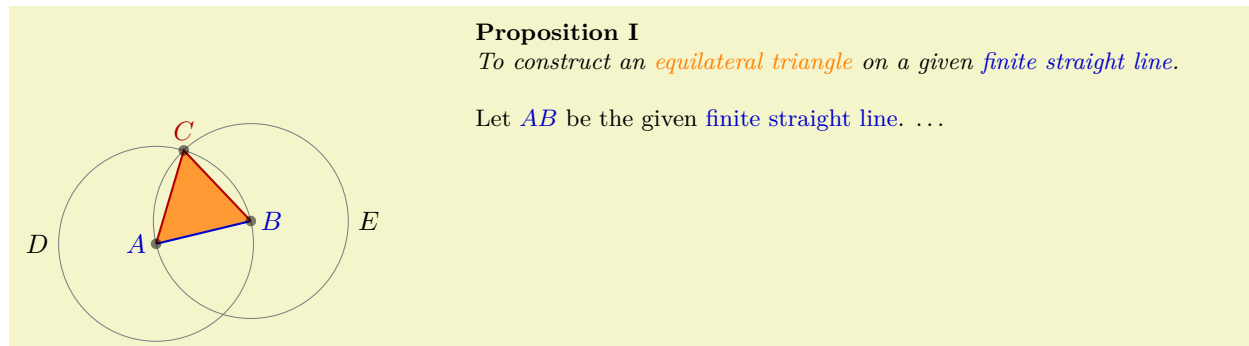 Proposition I
To construct an equilateral triangle on a given finite straight line.
Let AB be the given finite straight line. ...
C
B
E
D
A